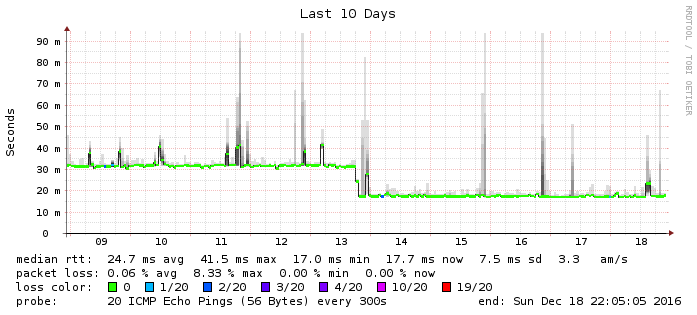 Last 10 Days
RRDTOOL / TOBI OETIKER
Seconds
90 m
80 m
70 m
60 m
50 m
40 m
30 m
20 m
10 m
0
09 10 11 12 13 14 15 16 17 18
median rtt: 24.7 ms avg 41.5 ms max 17.0 ms min 17.7 ms now 7.5 ms sd 3.3 am/s
packet loss: 0.06 % avg 8.33 % max 0.00 % min 0.00 % now
loss color: 0 1/20 2/20 3/20 4/20 10/20 19/20
probe: 20 ICMP Echo Pings (56 Bytes) every 300s end: Sun Dec 18 22:05:05 2016